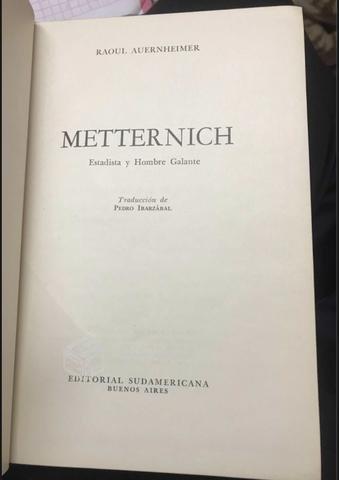 RAOUL AUERNHEIMER
METTERNICH
Estadista y Hombre Galante
Traducción de
PEDRO IBARZÁBAL
EDITORIAL SUDAMERICANA
BUENOS AIRES